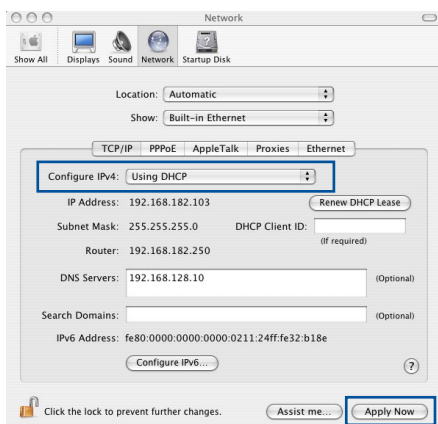 Network
Show All Displays Sound Network Startup Disk
Location: Automatic
Show: Built-in Ethernet
TCP/IP PPPoE AppleTalk Proxies Ethernet
Configure IPv4: Using DHCP
IP Address: 192.168.182.103 Renew DHCP Lease
Subnet Mask: 255.255.255.0 DHCP Client ID:
(If required)
Router: 192.168.182.250
DNS Servers: 192.168.128.10 (Optional)
Search Domains: (Optional)
IPv6 Address: fe80:0000:0000:0000:0211:24ff:fe32:b18e
Configure IPv6... ?
Click the lock to prevent further changes. Assist me... Apply Now